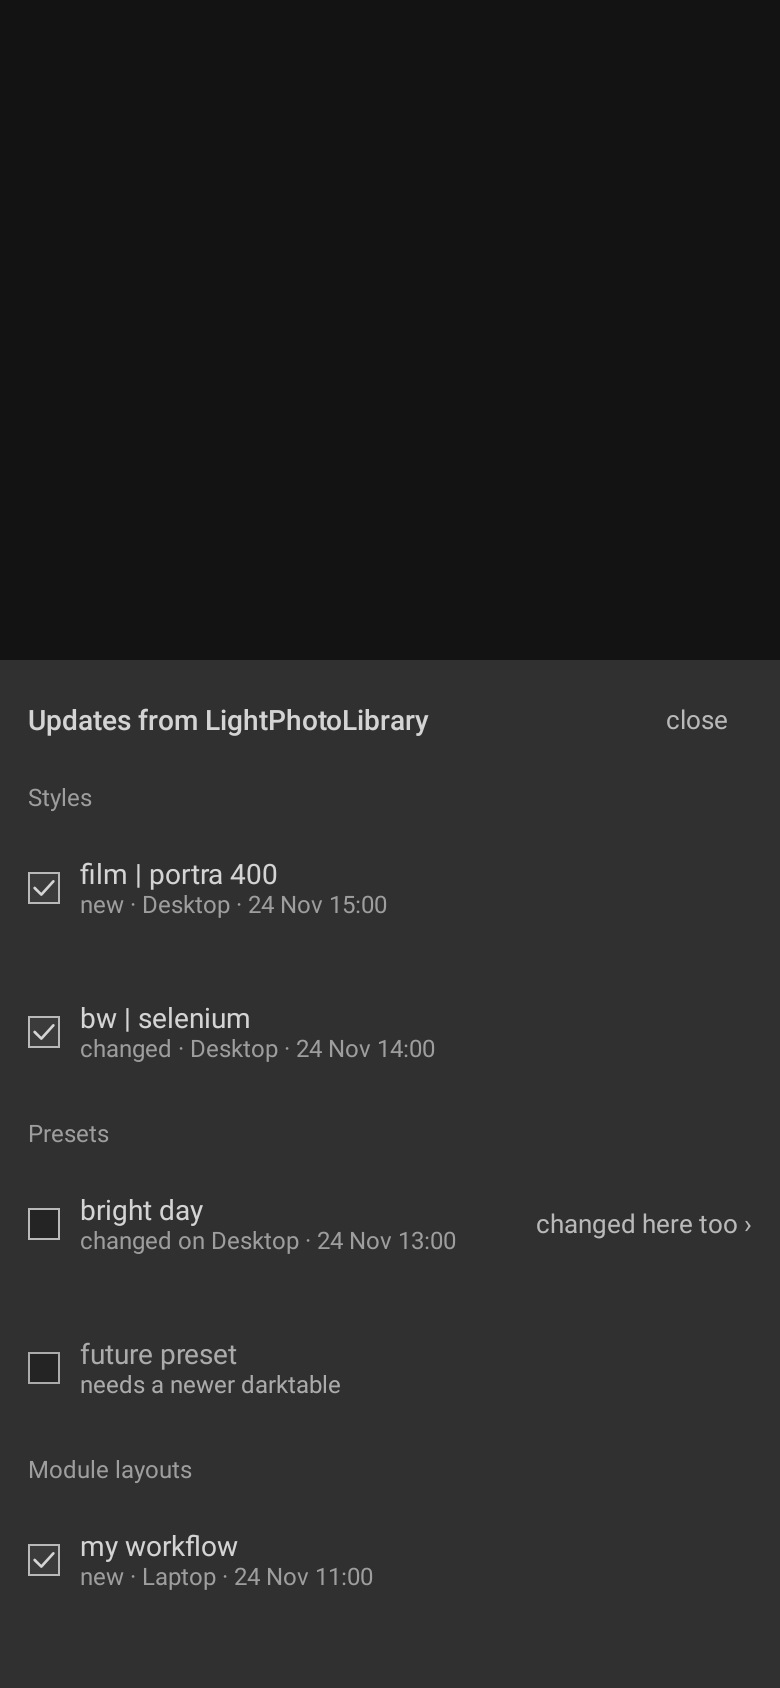 Updates from LightPhotoLibrary close
Styles
film | portra 400
new · Desktop · 24 Nov 15:00
bw | selenium
changed · Desktop · 24 Nov 14:00
Presets
bright day
changed on Desktop · 24 Nov 13:00
changed here too ›
future preset
needs a newer darktable
Module layouts
my workflow
new · Laptop · 24 Nov 11:00